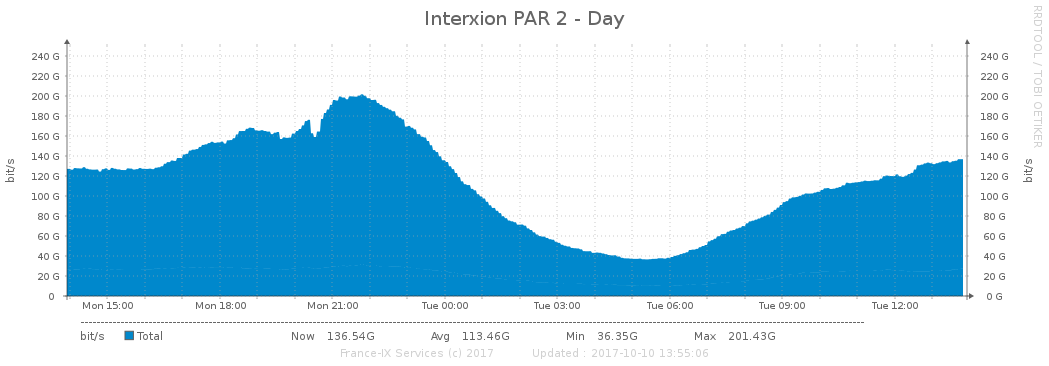 Interxion PAR 2 - Day
RRDTOOL / TOBI OETIKER
240 G 240 G
220 G 220 G
200 G 200 G
180 G 180 G
160 G 160 G
140 G 140 G
120 G 120 G
100 G 100 G
80 G 80 G
60 G 60 G
40 G 40 G
20 G 20 G
0 0 G
bit/s
bit/s
Mon 15:00 Mon 18:00 Mon 21:00 Tue 00:00 Tue 03:00 Tue 06:00 Tue 09:00 Tue 12:00
bit/s Total Now 136.54G Avg 113.46G Min 36.35G Max 201.43G
France-IX Services (c) 2017 Updated : 2017-10-10 13:55:06